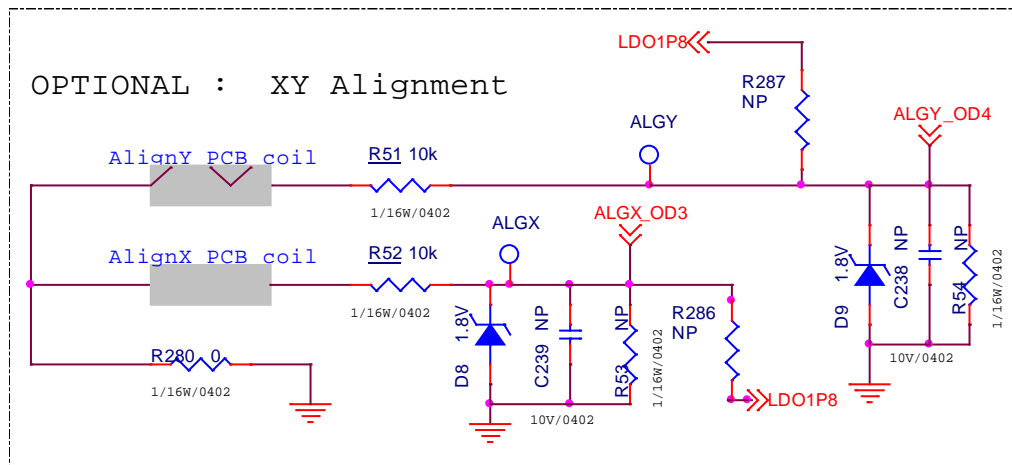 LDO1P8
OPTIONAL :  XY Alignment
R287
NP
ALGY
ALGY_OD4
AlignY PCB coil
R51 10k
1/16W/0402
ALGX
ALGX_OD3
AlignX PCB coil
R52 10k
1/16W/0402
D9 1.8V
C238 NP
R54 NP
1/16W/0402
10V/0402
D8 1.8V
C239 NP
R53 NP
1/16W/0402
R286
NP
R280 0
1/16W/0402
10V/0402
LDO1P8